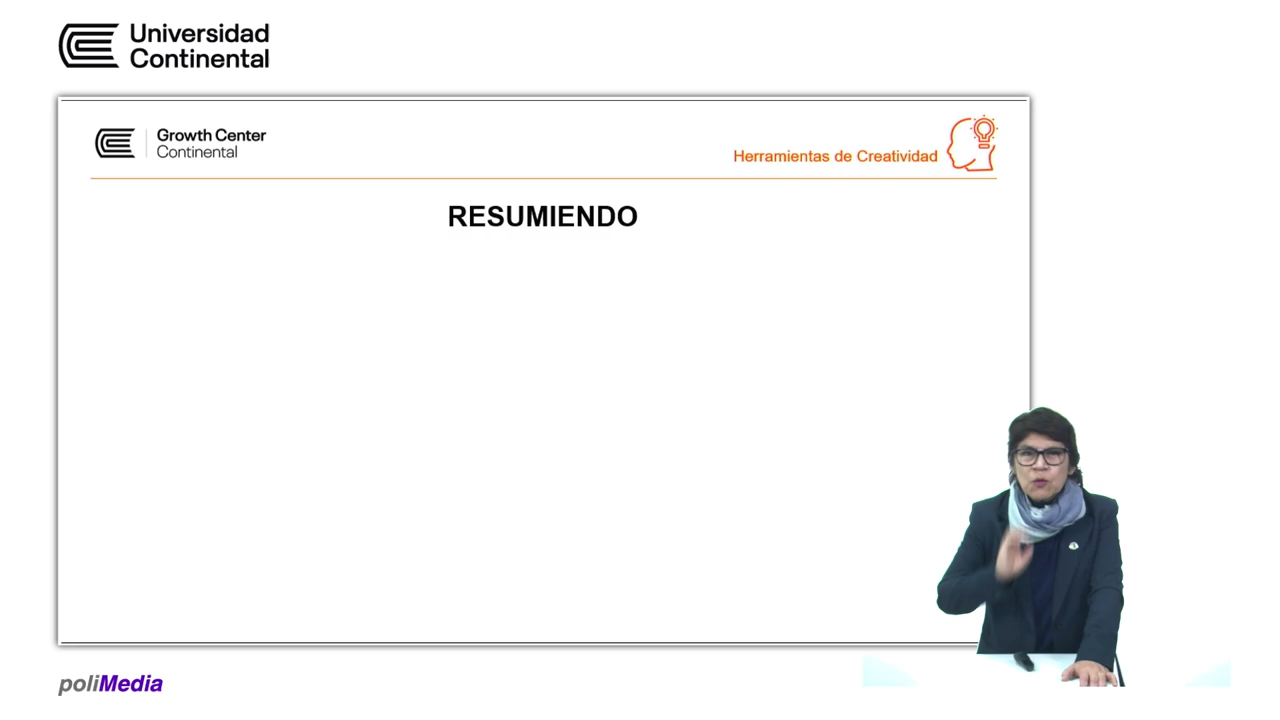 Universidad
Continental
Growth Center
Continental
Herramientas de Creatividad
RESUMIENDO
poliMedia